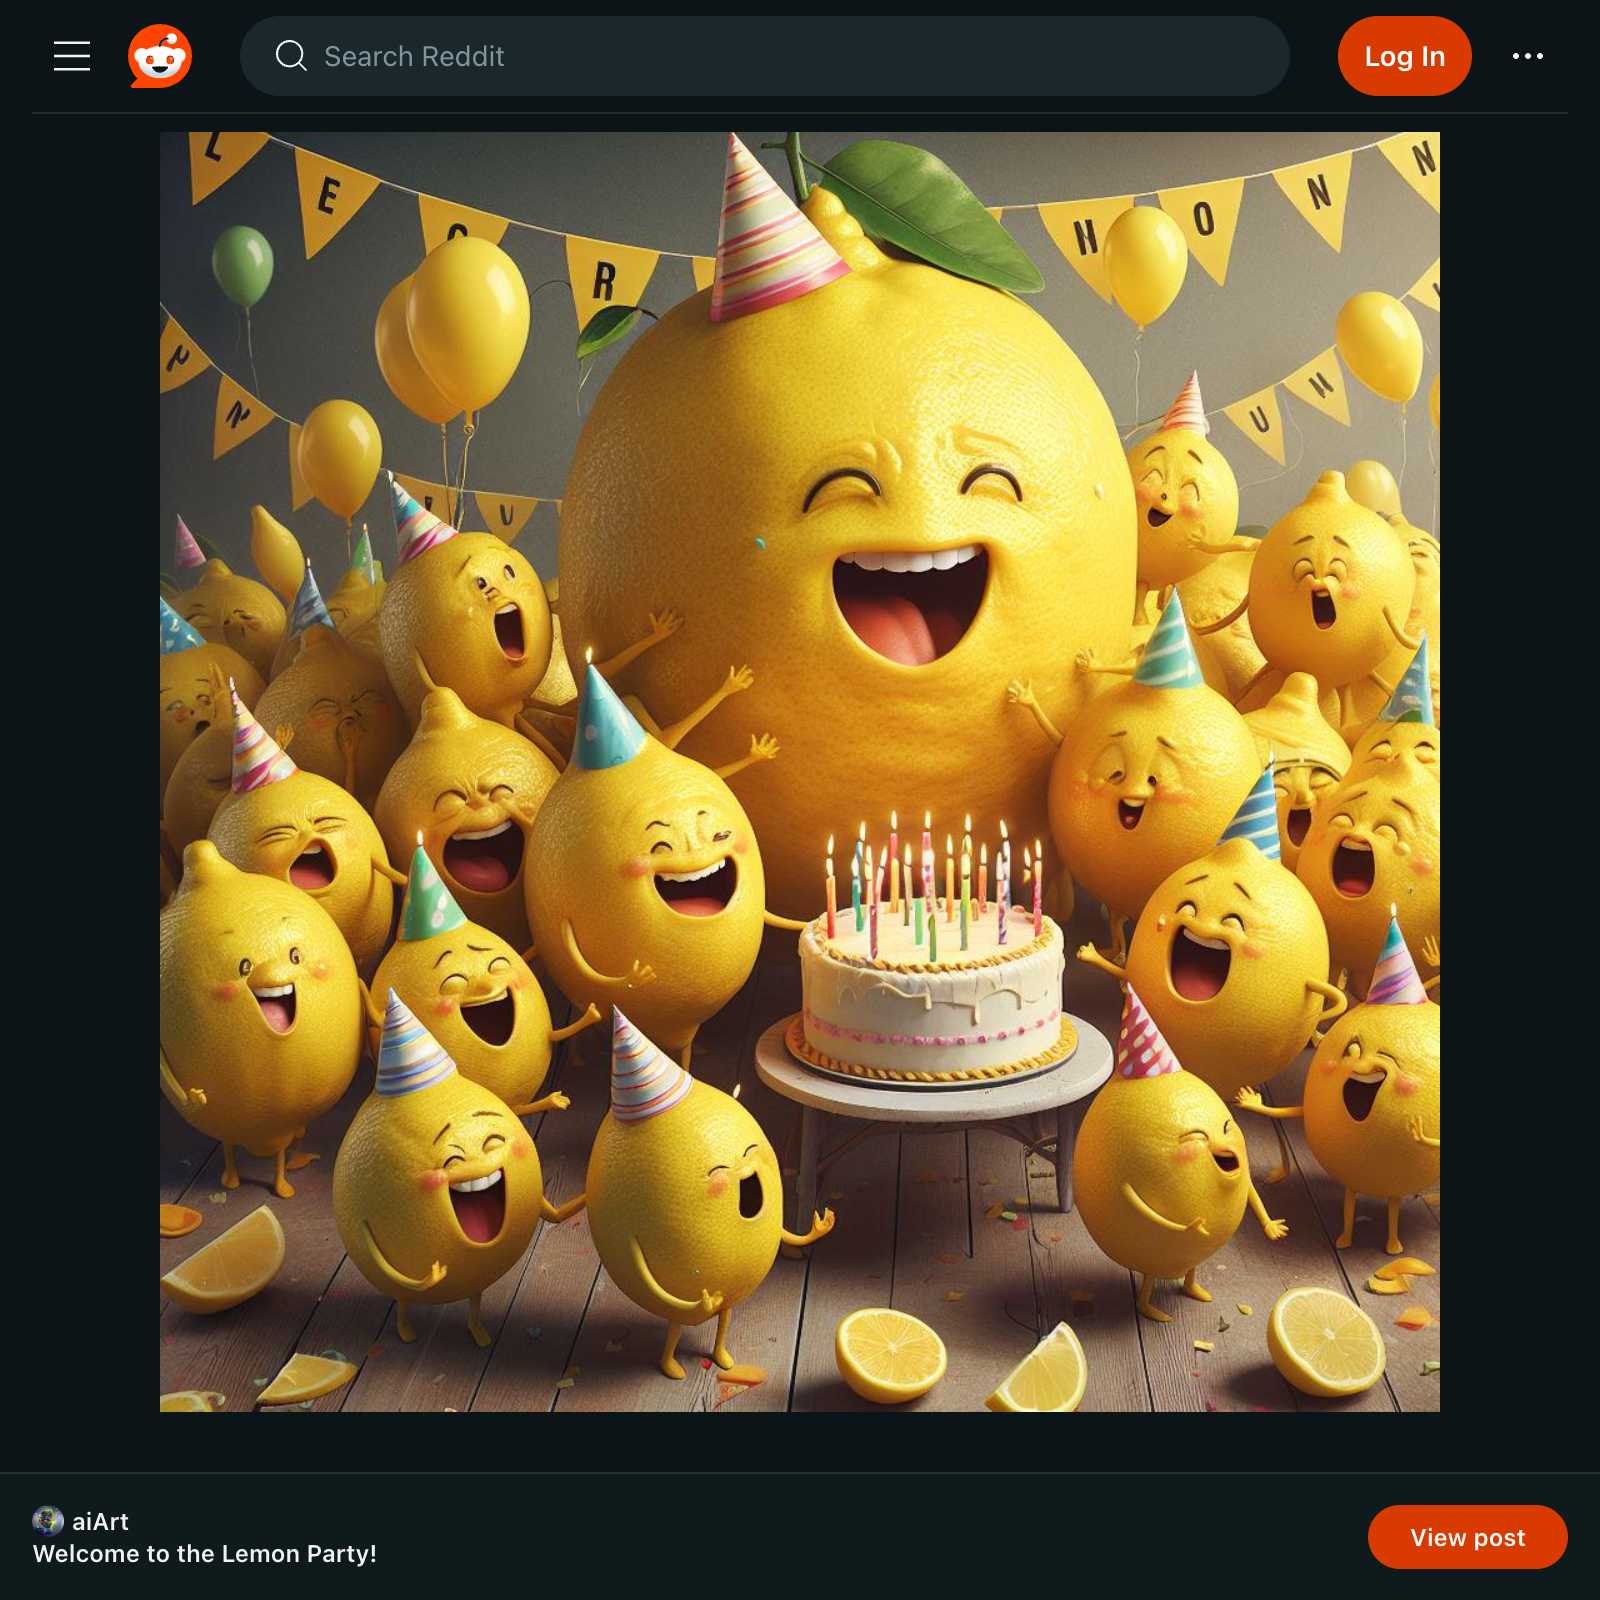 Search Reddit
Log In
L E C R
N O N N
U M
U
aiArt
Welcome to the Lemon Party!
View post